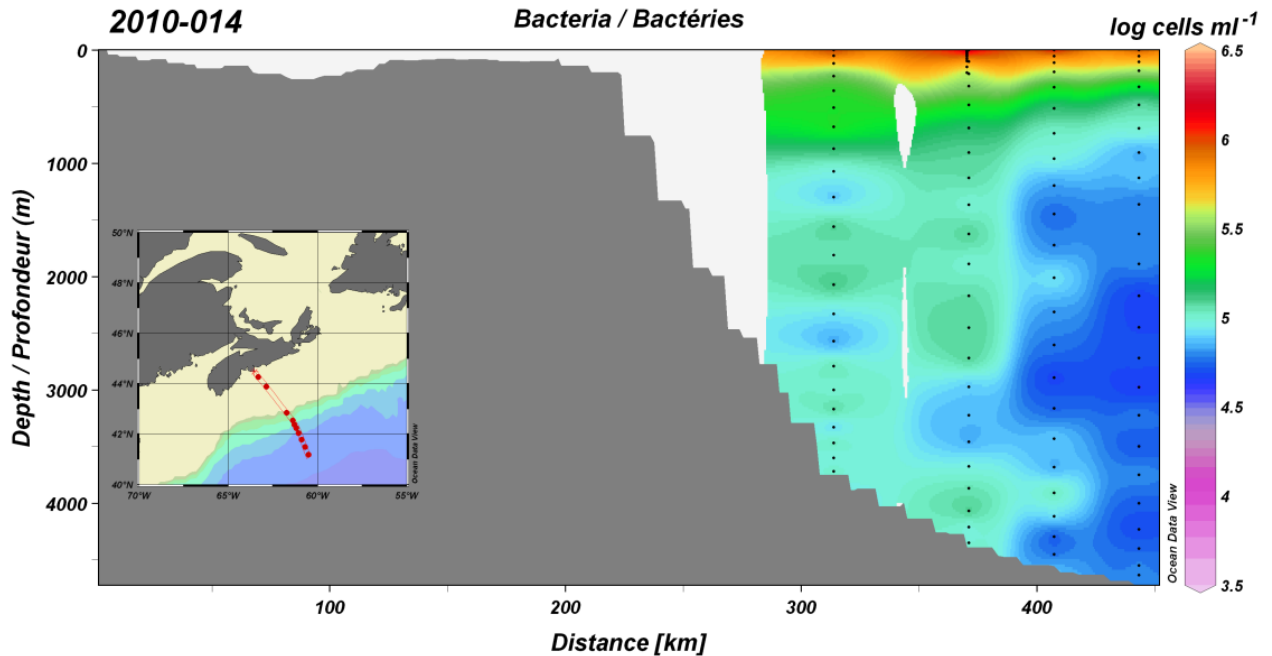 2010-014
Bacteria / Bactéries
log cells ml-1
Depth / Profondeur (m)
0
1000
2000
3000
4000
50°N
48°N
46°N
44°N
42°N
40°N
70°W 65°W 60°W 55°W
Ocean Data View
Ocean Data View
6.5
6
5.5
5
4.5
4
3.5
100 200 300 400
Distance [km]